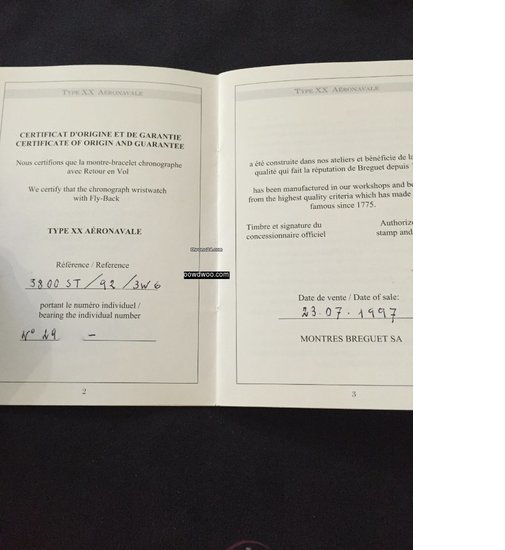 TYPE XX AÉRONAVALE
CERTIFICAT D'ORIGINE ET DE GARANTIE
CERTIFICATE OF ORIGIN AND GUARANTEE
Nous certifions que la montre-bracelet chronographe
avec Retour en Vol
We certify that the chronograph wristwatch
with Fly-Back
TYPE XX AÉRONAVALE
Chrono24.com
Référence / Reference
powdwoo.com
3800 ST / 92 / 3W6
portant le numéro individuel /
bearing the individual number
N° 29 -
2
TYPE XX AÉRONAVALE
a été construite dans nos ateliers et bénéficie de la
qualité qui fait la réputation de Breguet depuis
has been manufactured in our workshops and be
from the highest quality criteria which has made
famous since 1775.
Timbre et signature du
concessionnaire officiel
Authorize
stamp and
Date de vente / Date of sale:
23.07.1997
MONTRES BREGUET SA
3